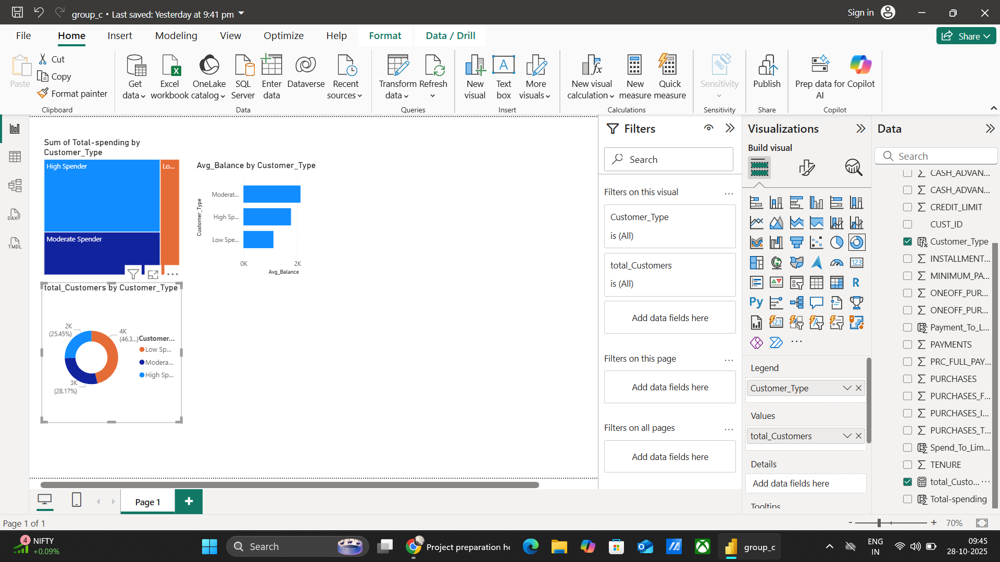 group_c • Last saved: Yesterday at 9:41 pm
Sign in
File
Home
Insert
Modeling
View
Optimize
Help
Format
Data / Drill
Share
Paste
Cut
Copy
Format painter
Clipboard
Get data
Excel workbook
OneLake catalog
SQL Server
Enter data
Dataverse
Recent sources
Data
Transform data
Refresh
Queries
New visual
A
Text box
More visuals
Insert
New visual calculation
New measure
Quick measure
Calculations
Sensitivity
Sensitivity
Publish
Share
Prep data for AI
Copilot
Copilot
DAX
TMDL
Sum of Total-spending by
Customer_Type
High Spender
Lo...
Moderate Spender
Avg_Balance by Customer_Type
Customer_Type
Moderat...
High Sp...
Low Spe...
0K
2K
Avg_Balance
total_Customers by Customer_Type
2K
(25.45%)
4K
(46.3...)
3K
(28.17%)
Customer...
Low Sp...
Modera...
High Sp...
Filters
Search
Filters on this visual
Customer_Type
is (All)
total_Customers
is (All)
Add data fields here
Filters on this page
Add data fields here
Filters on all pages
Add data fields here
Visualizations
Build visual
123
R
Py
123
Legend
Customer_Type
Values
total_Customers
Details
Add data fields here
Tooltips
Data
Search
CASH_ADVAN...
CASH_ADVAN...
CREDIT_LIMIT
CUST_ID
Customer_Type
INSTALLMENT...
MINIMUM_PA...
ONEOFF_PUR...
ONEOFF_PUR...
Payment_To_L...
PAYMENTS
PRC_FULL_PAY...
PURCHASES
PURCHASES_F...
PURCHASES_I...
PURCHASES_T...
Spend_To_Lim...
TENURE
total_Custo...
Total-spending
Page 1
Page 1 of 1
70%
4
NIFTY
+0.09%
Search
Project preparation he
group_c
ENG
IN
09:45
28-10-2025